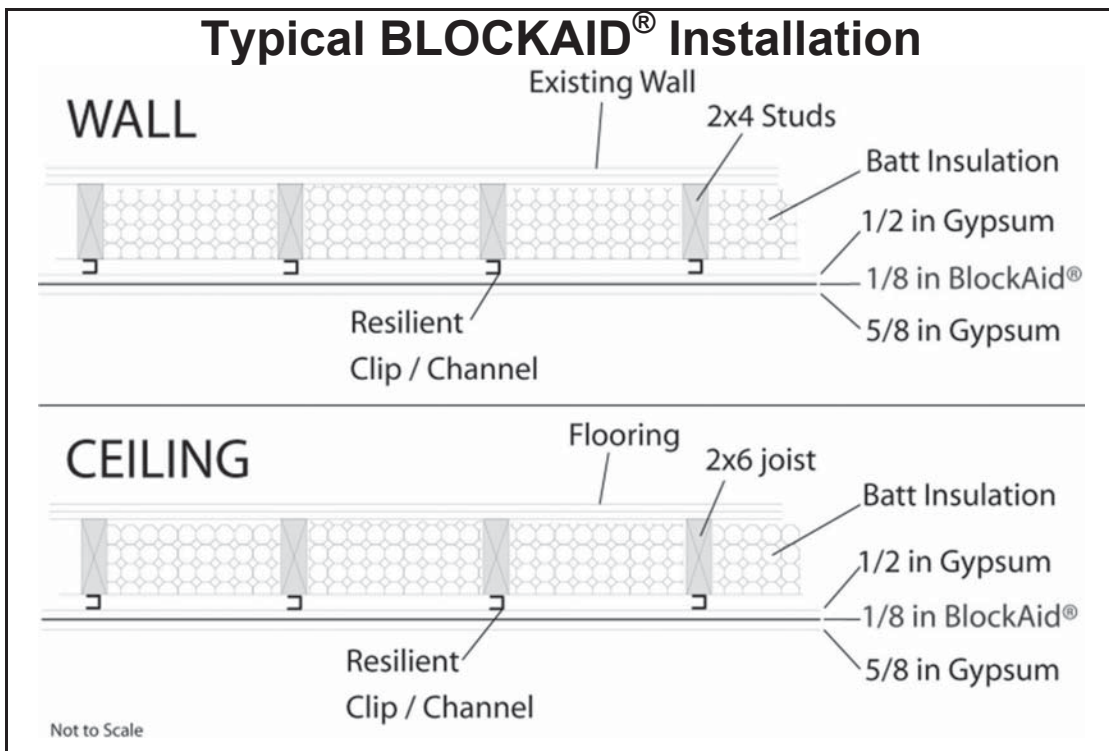 Typical BLOCKAID® Installation
WALL
Existing Wall
2x4 Studs
Batt Insulation
1/2 in Gypsum
1/8 in BlockAid®
5/8 in Gypsum
Resilient
Clip / Channel
CEILING
Flooring
2x6 joist
Batt Insulation
1/2 in Gypsum
1/8 in BlockAid®
5/8 in Gypsum
Resilient
Clip / Channel
Not to Scale